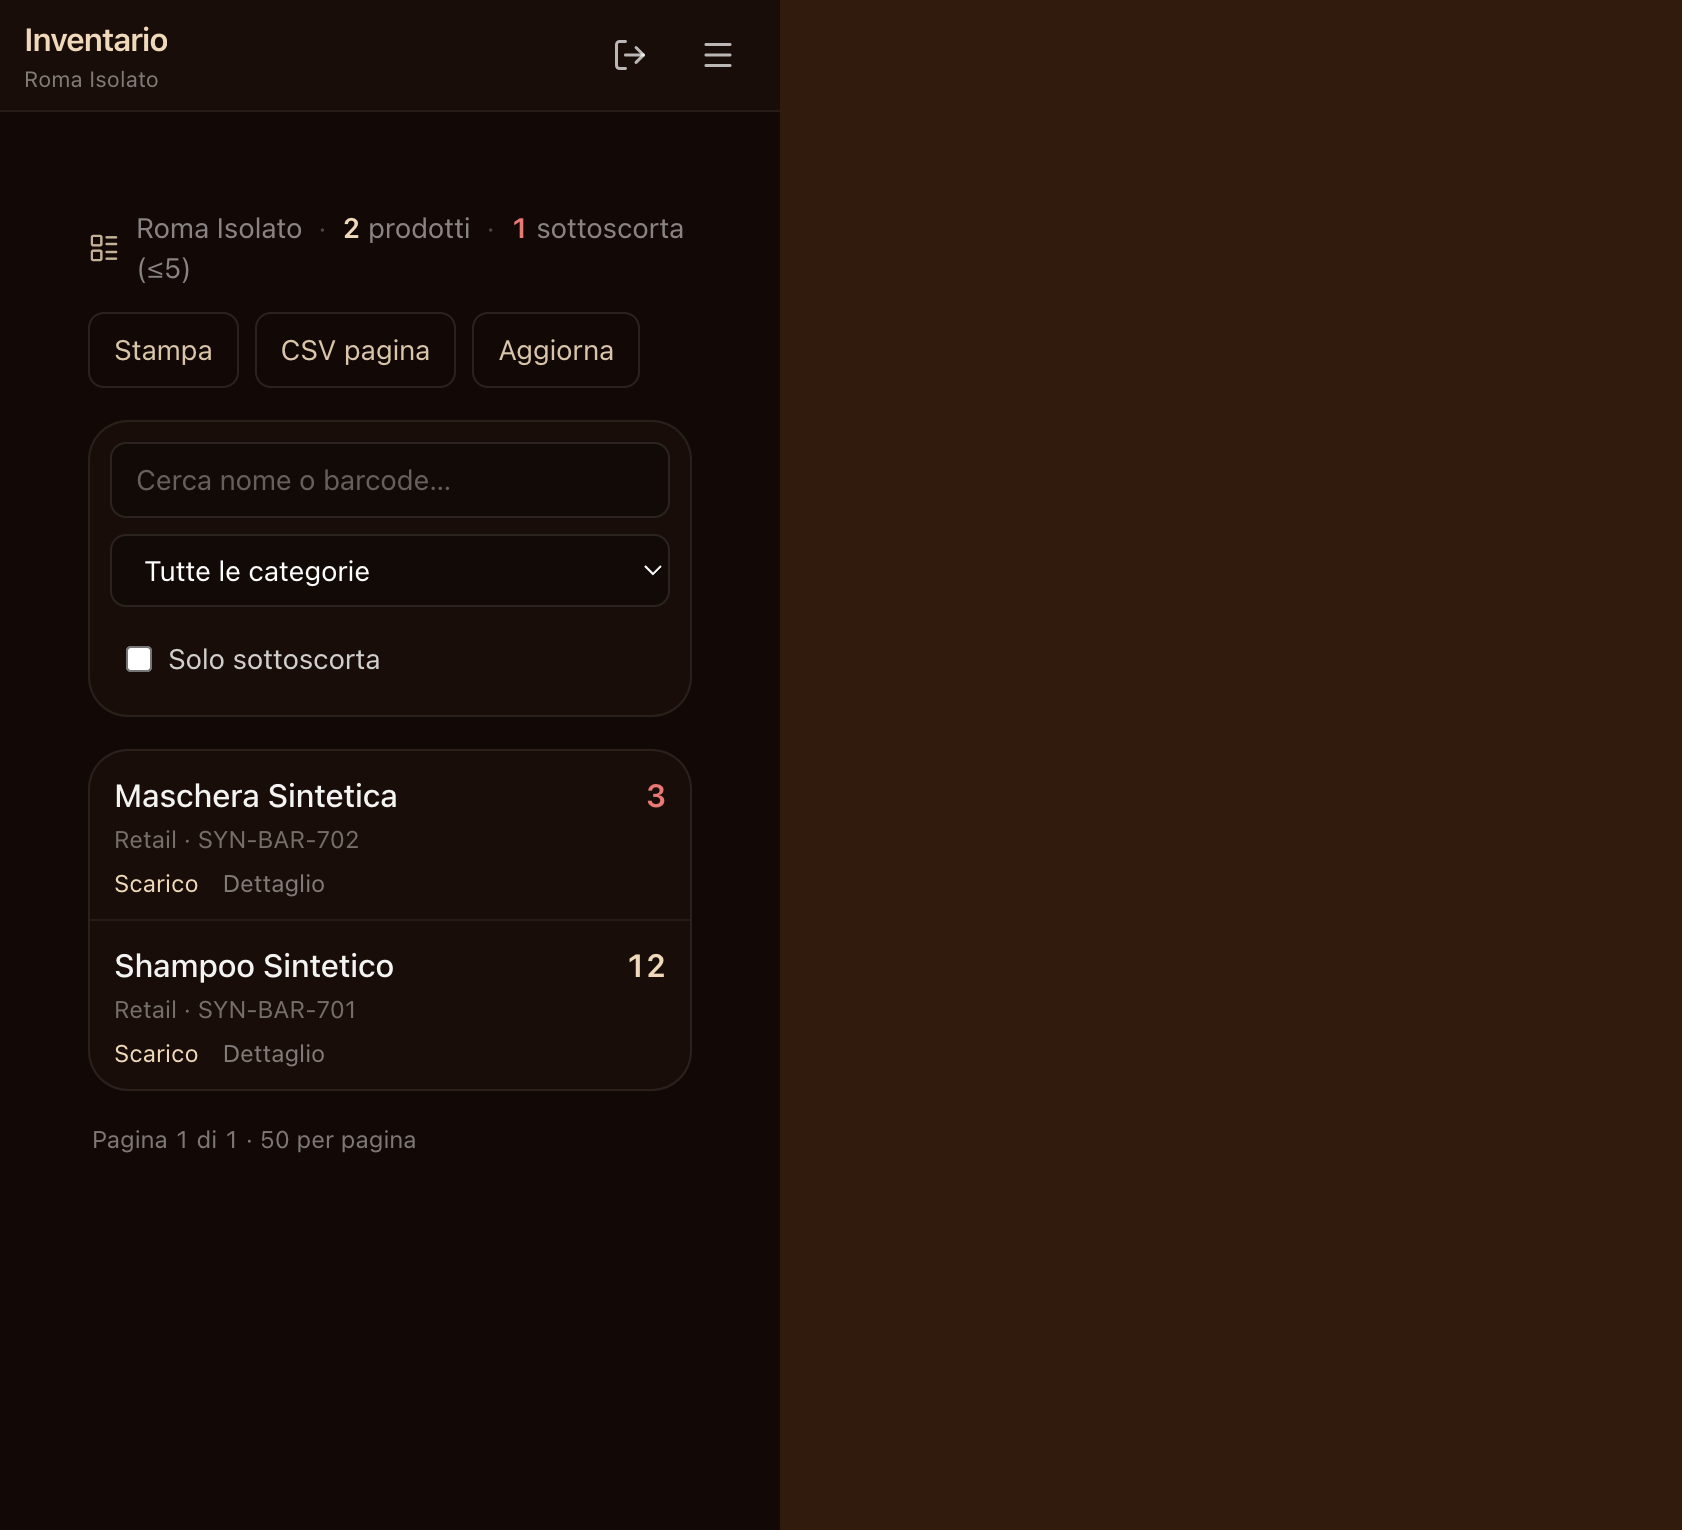 Inventario
Roma Isolato
Roma Isolato · 2 prodotti · 1 sottoscorta
(≤5)
Stampa CSV pagina Aggiorna
Cerca nome o barcode...
Tutte le categorie
Solo sottoscorta
Maschera Sintetica 3
Retail · SYN-BAR-702
Scarico Dettaglio
Shampoo Sintetico 12
Retail · SYN-BAR-701
Scarico Dettaglio
Pagina 1 di 1 · 50 per pagina